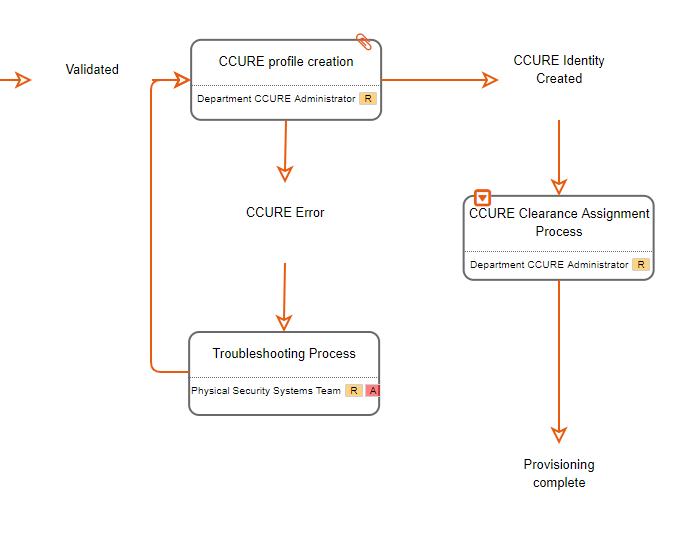 Validated
CCURE profile creation
Department CCURE Administrator R
CCURE Identity
Created
CCURE Error
CCURE Clearance Assignment
Process
Department CCURE Administrator R
Troubleshooting Process
Physical Security Systems Team R A
Provisioning
complete